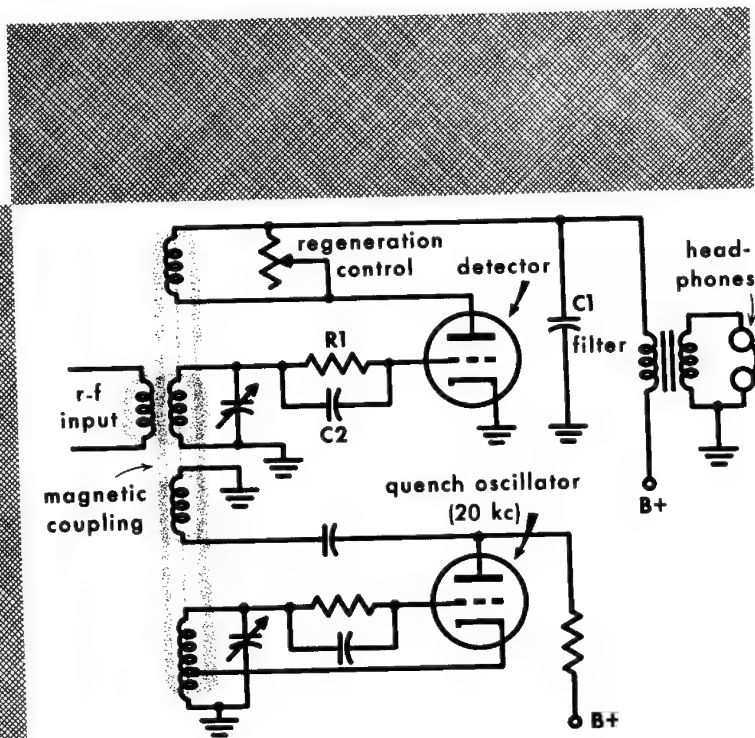 regeneration
control
detector
head-
phones
C1
filter
R1
C2
r-f
input
magnetic
coupling
B+
quench oscillator
(20 kc)
B+